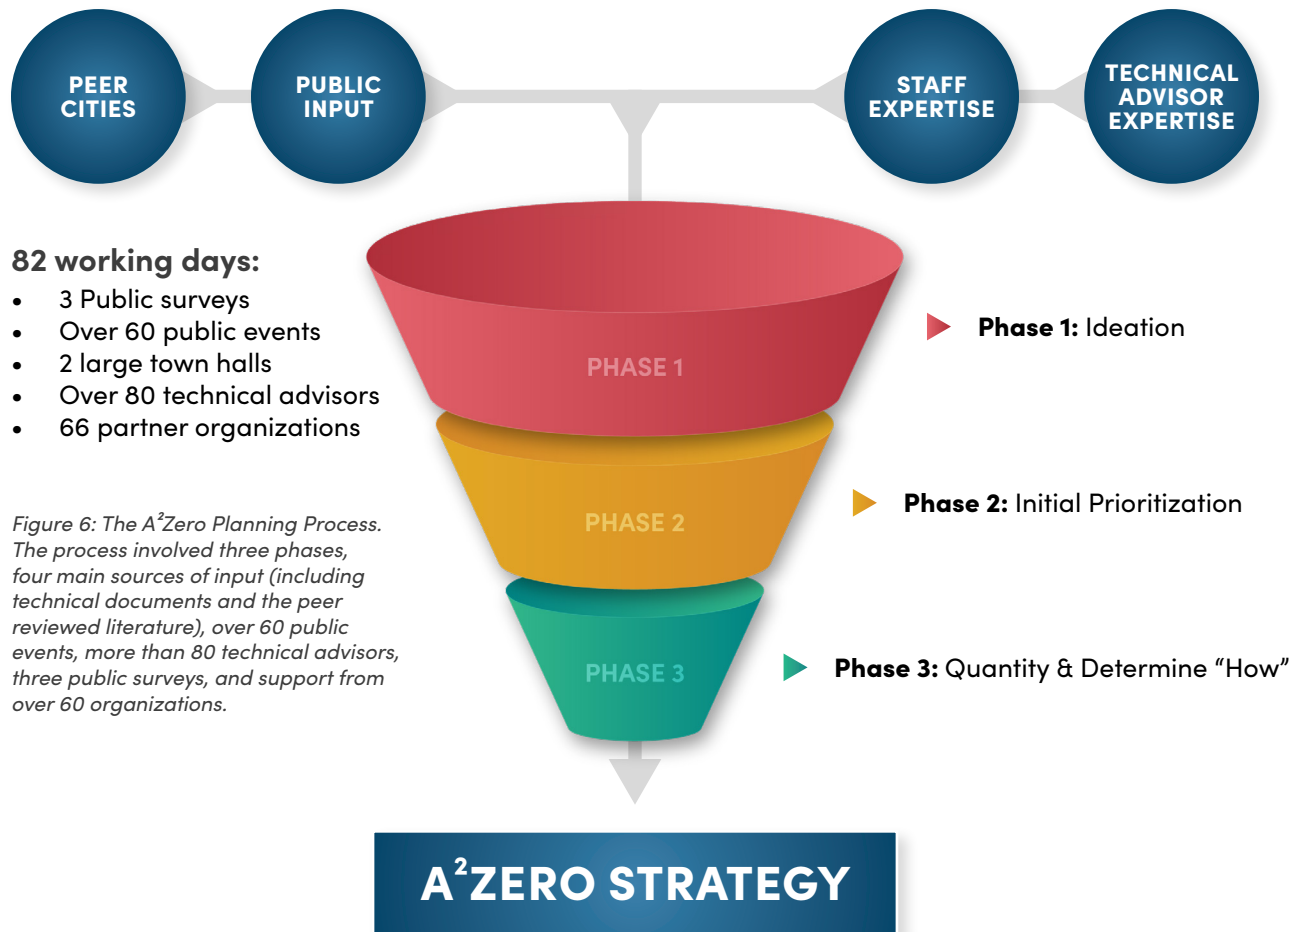 PEER
CITIES
PUBLIC
INPUT
STAFF
EXPERTISE
TECHNICAL
ADVISOR
EXPERTISE
82 working days:
• 3 Public surveys
• Over 60 public events
• 2 large town halls
• Over 80 technical advisors
• 66 partner organizations
Figure 6: The A²Zero Planning Process.
The process involved three phases,
four main sources of input (including
technical documents and the peer
reviewed literature), over 60 public
events, more than 80 technical advisors,
three public surveys, and support from
over 60 organizations.
PHASE 1
Phase 1: Ideation
PHASE 2
Phase 2: Initial Prioritization
PHASE 3
Phase 3: Quantity & Determine “How”
A²ZERO STRATEGY